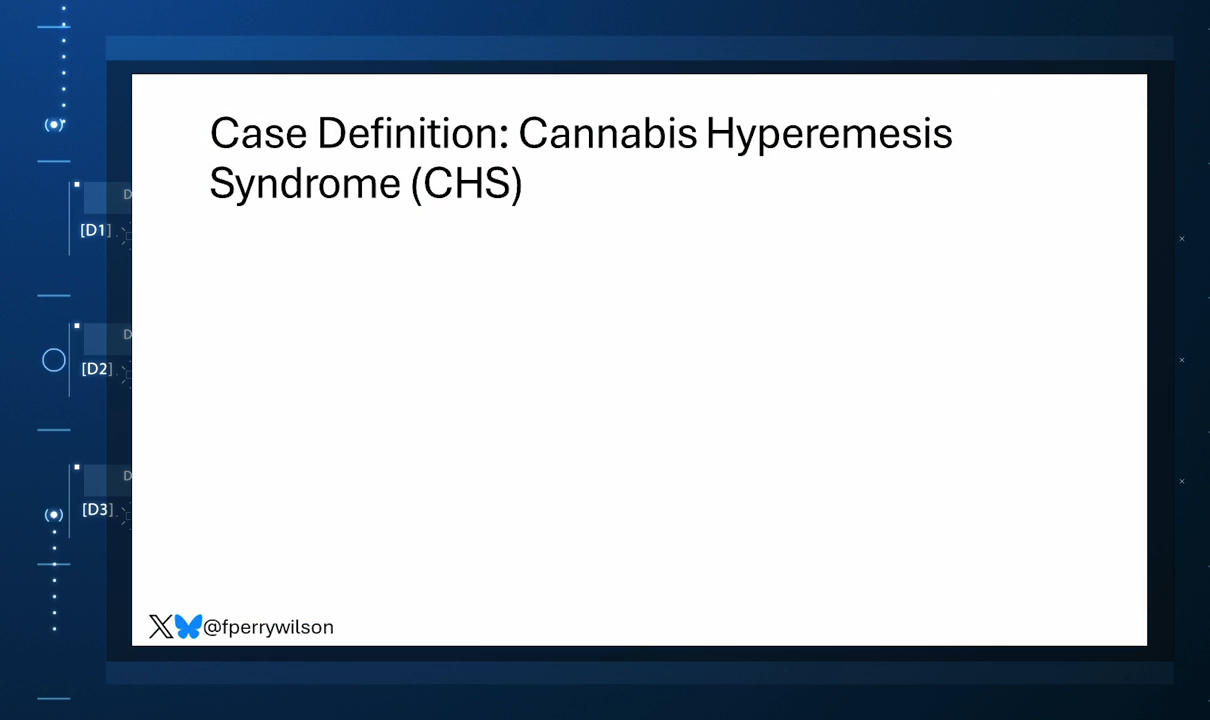 Case Definition: Cannabis Hyperemesis
Syndrome (CHS)
D
[D1]
D
[D2]
D
[D3]
@fperrywilson